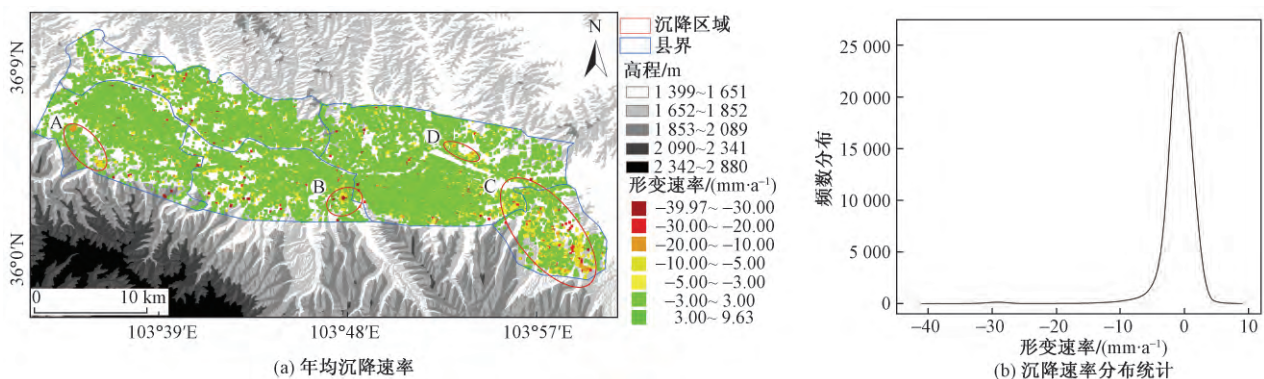 36°9′N
36°0′N
A
B
C
D
N
0 10 km
103°39′E
103°48′E
103°57′E
沉降区域
县界
高程/m
1 399~1 651
1 652~1 852
1 853~2 089
2 090~2 341
2 342~2 880
形变速率/(mm·a⁻¹)
−39.97~ −30.00
−30.00~ −20.00
−20.00~ −10.00
−10.00~ −5.00
−5.00~ −3.00
−3.00~ 3.00
3.00~ 9.63
(a) 年均沉降速率
频数分布
25 000
20 000
15 000
10 000
5 000
0
−40 −30 −20 −10 0 10
形变速率/(mm·a⁻¹)
(b) 沉降速率分布统计